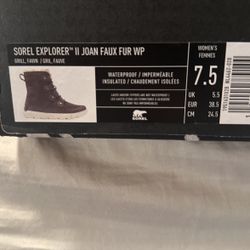 SOREL EXPLORER™ II JOAN FAUX FUR WP
GRILL, FAWN / GRIL, FAUVE
WATERPROOF / IMPERMÉABLE
INSULATED / CHAUDEMENT ISOLÉES
SOREL
WOMEN'S
FEMMES
7.5
UK 5.5
EUR 38.5
CM 24.5